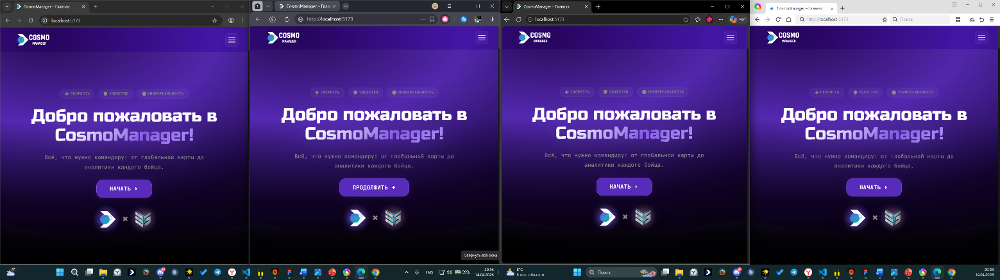 CosmoManager – Главная
localhost:5173
COSMO
MANAGER
СКОРОСТЬ
УДОБСТВО
УНИВЕРСАЛЬНОСТЬ
Добро пожаловать в
CosmoManager!
Всё, что нужно командиру: от глобальной карты до
аналитики каждого бойца.
НАЧАТЬ
1
CosmoManager – Главн
http://localhost:5173
COSMO
MANAGER
СКОРОСТЬ
УДОБСТВО
УНИВЕРСАЛЬНОСТЬ
Добро пожаловать в
CosmoManager!
Всё, что нужно командиру: от глобальной карты до
аналитики каждого бойца.
ПРОДОЛЖИТЬ
Свернуть все окна
CosmoManager – Главная
localhost:5173
Чат
COSMO
MANAGER
СКОРОСТЬ
УДОБСТВО
УНИВЕРСАЛЬНОСТЬ
Добро пожаловать в
CosmoManager!
Всё, что нужно командиру: от глобальной карты до
аналитики каждого бойца.
НАЧАТЬ
CosmoManager – Главная
http://localhost:5173
Поиск
COSMO
MANAGER
СКОРОСТЬ
УДОБСТВО
УНИВЕРСАЛЬНОСТЬ
Добро пожаловать в
CosmoManager!
Всё, что нужно командиру: от глобальной карты до
аналитики каждого бойца.
НАЧАТЬ
8°
ENG
99%
20:56
14.04.2026
8°C
В осн. облачно
Поиск
20:56
14.04.2026